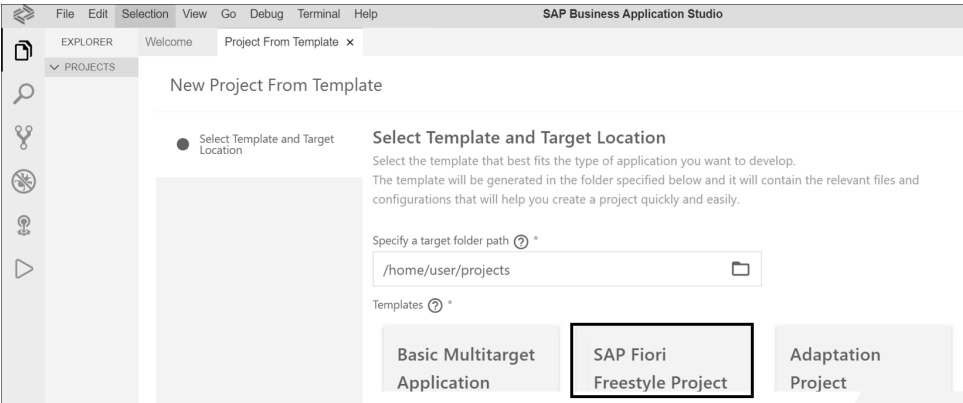 File Edit Selection View Go Debug Terminal Help SAP Business Application Studio
EXPLORER Welcome Project From Template ×
PROJECTS
New Project From Template
Select Template and Target
Location
Select Template and Target Location
Select the template that best fits the type of application you want to develop.
The template will be generated in the folder specified below and it will contain the relevant files and
configurations that will help you create a project quickly and easily.
Specify a target folder path ? *
/home/user/projects
Templates ? *
Basic Multitarget
Application
SAP Fiori
Freestyle Project
Adaptation
Project